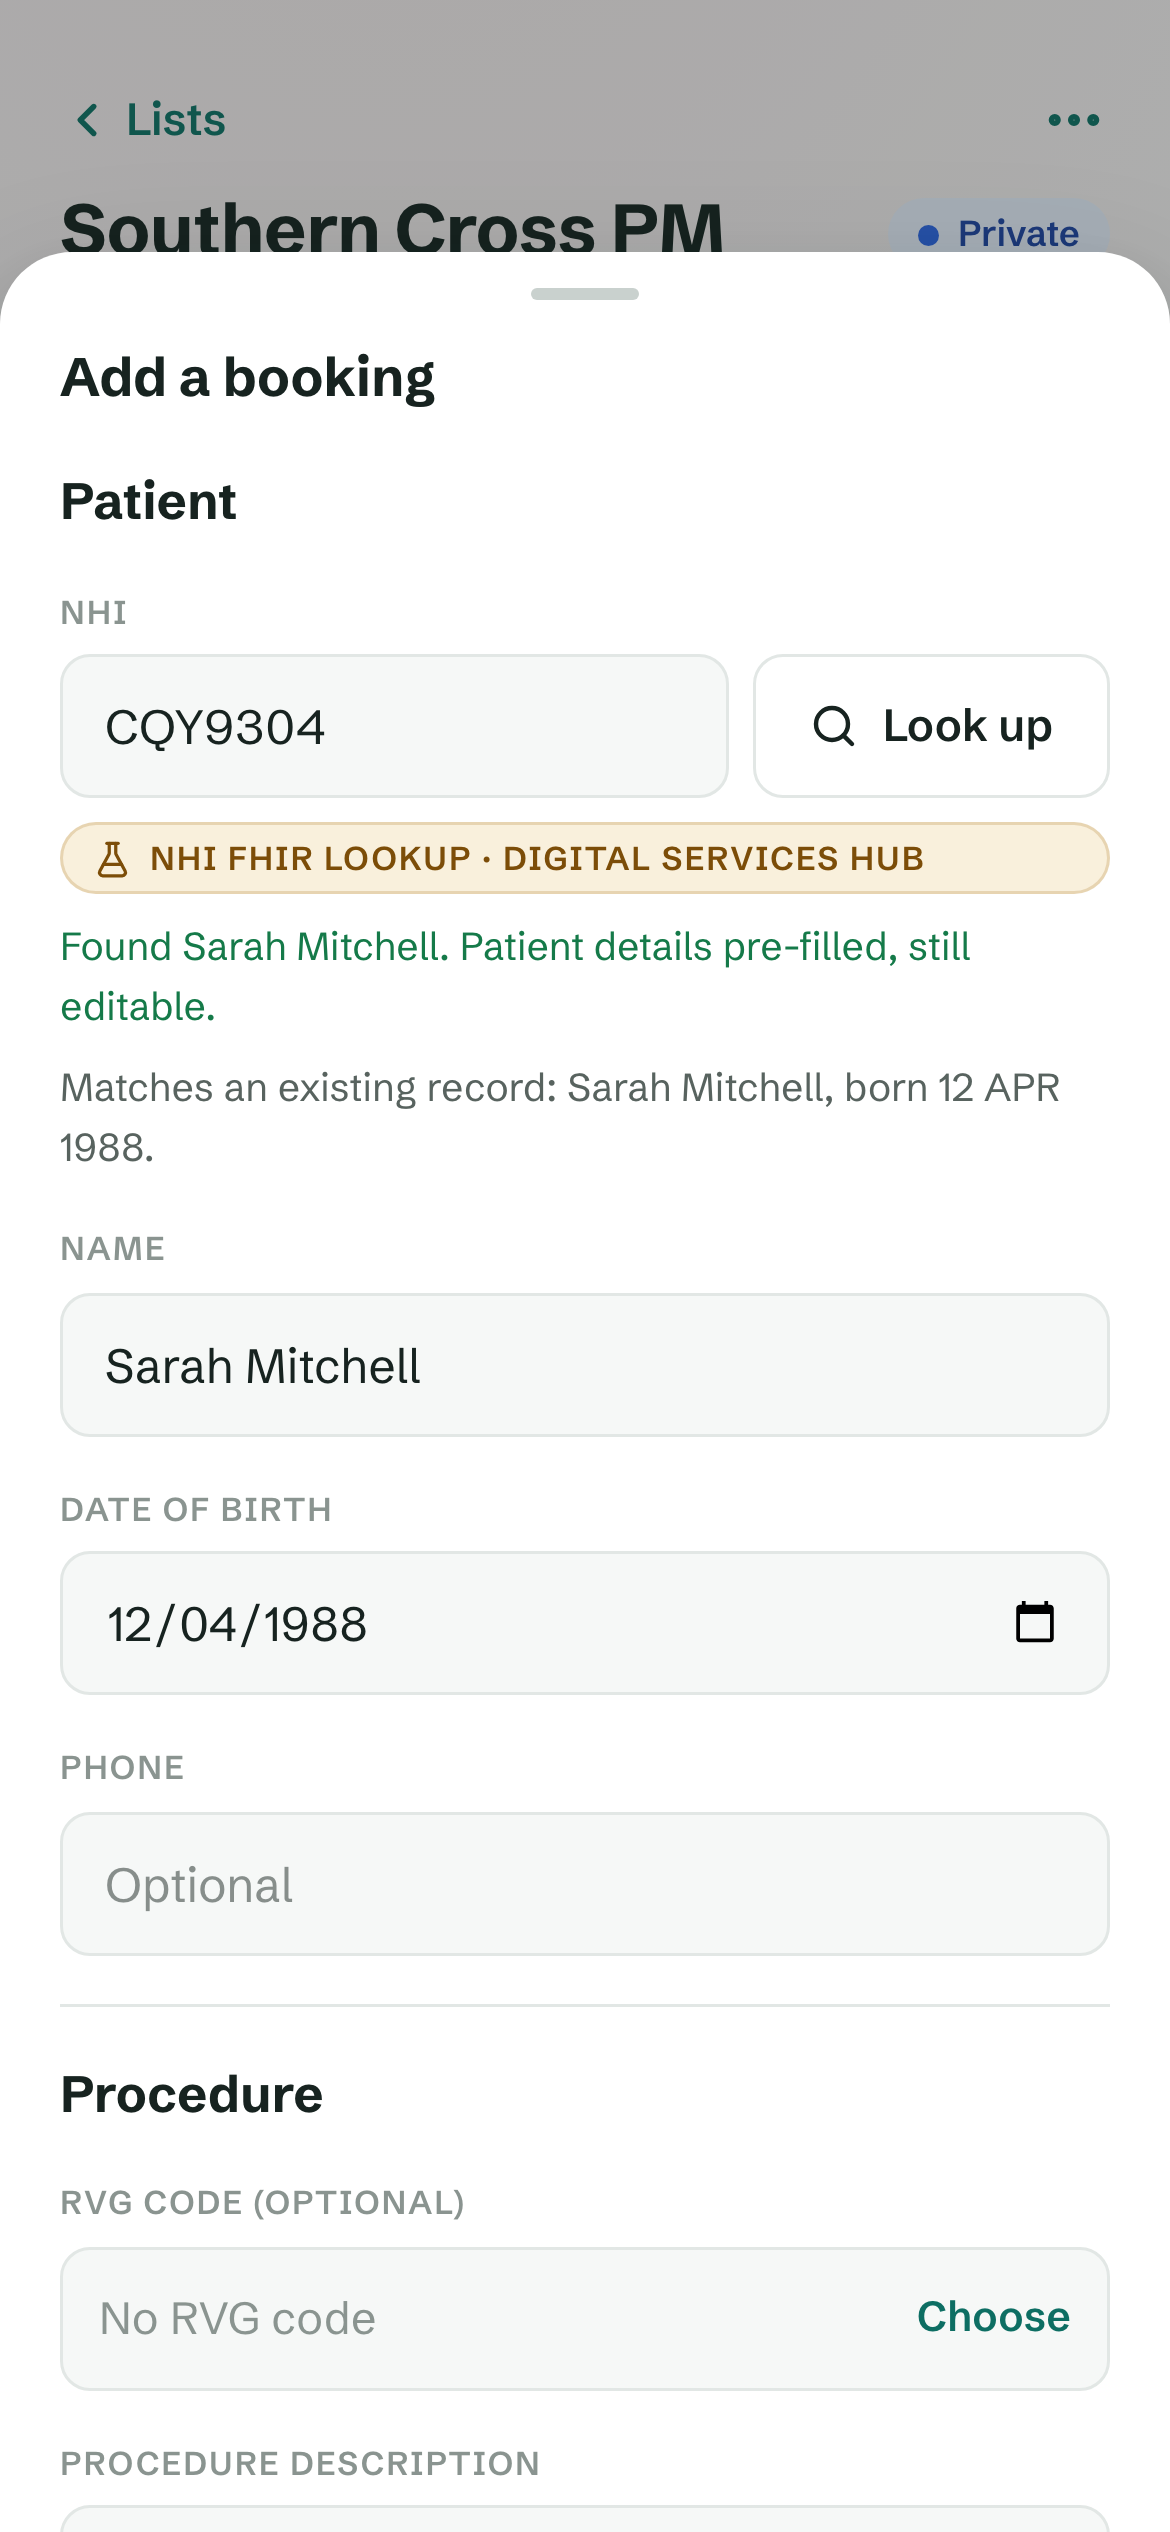 Lists
Southern Cross PM
Private
Add a booking
Patient
NHI
CQY9304
Look up
NHI FHIR LOOKUP · DIGITAL SERVICES HUB
Found Sarah Mitchell. Patient details pre-filled, still
editable.
Matches an existing record: Sarah Mitchell, born 12 APR
1988.
NAME
Sarah Mitchell
DATE OF BIRTH
12/04/1988
PHONE
Optional
Procedure
RVG CODE (OPTIONAL)
No RVG code
Choose
PROCEDURE DESCRIPTION